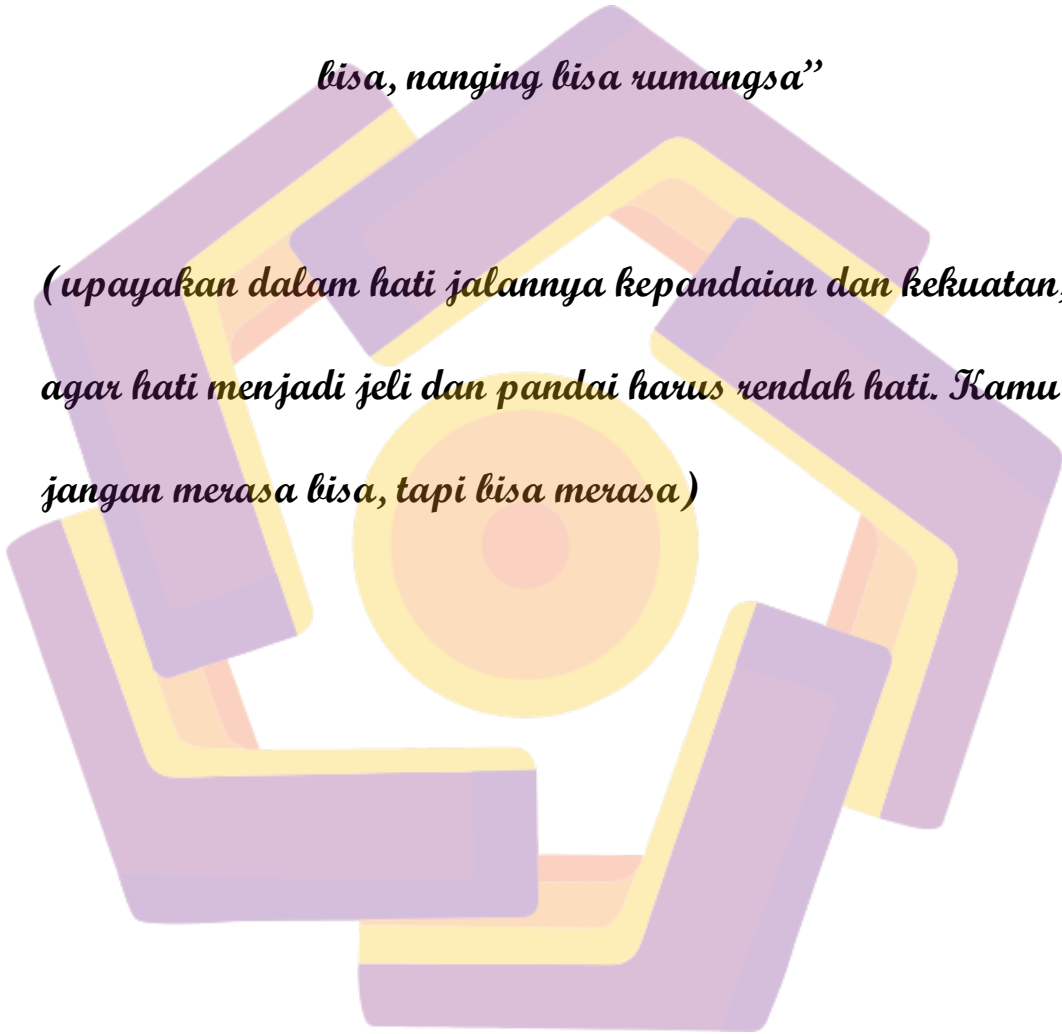 bisa, nanging bisa rumangsa”
(upayakan dalam hati jalannya kepandaian dan kekuatan,
agar hati menjadi jeli dan pandai harus rendah hati. Kamu
jangan merasa bisa, tapi bisa merasa)